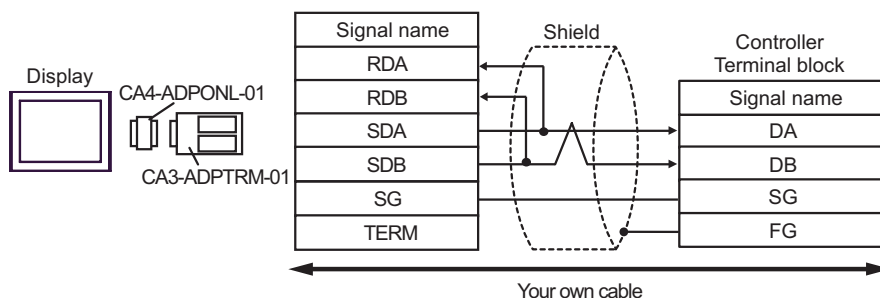 Display
CA4-ADPONL-01
CA3-ADPTRM-01
Signal name
RDA
RDB
SDA
SDB
SG
TERM
Shield
Controller
Terminal block
Signal name
DA
DB
SG
FG
Your own cable